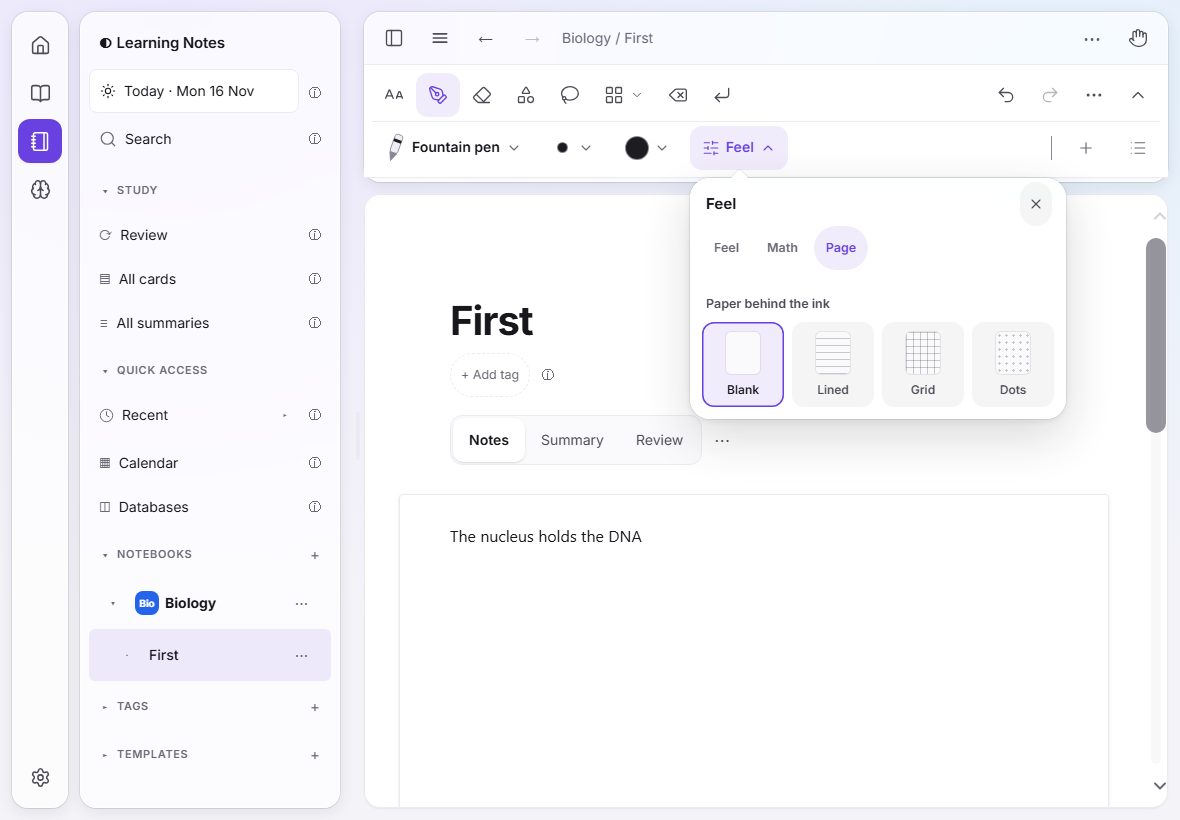 Learning Notes
Today · Mon 16 Nov
Search
STUDY
Review
All cards
All summaries
QUICK ACCESS
Recent
Calendar
Databases
NOTEBOOKS
Bio Biology
First
TAGS
TEMPLATES
Biology / First
AA
Fountain pen
Feel
Feel
Feel Math Page
Paper behind the ink
Blank Lined Grid Dots
First
+ Add tag
Notes Summary Review
The nucleus holds the DNA